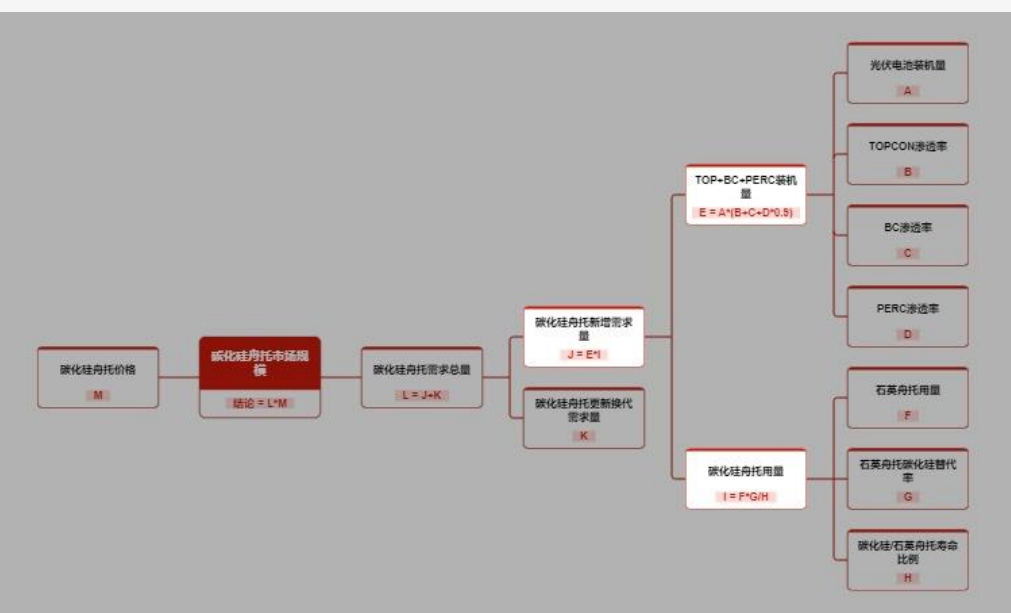 碳化硅舟托价格
M
碳化硅舟托市场规
模
结论 = L*M
碳化硅舟托需求总量
L = J+K
碳化硅舟托新增需求
量
J = E*I
碳化硅舟托更新换代
需求量
K
TOP+BC+PERC装机
量
E = A*(B+C+D*0.5)
碳化硅舟托用量
I = F*G/H
光伏电池装机量
A
TOPCON渗透率
B
BC渗透率
C
PERC渗透率
D
石英舟托用量
F
石英舟托碳化硅替代
率
G
碳化硅/石英舟托寿命
比例
H